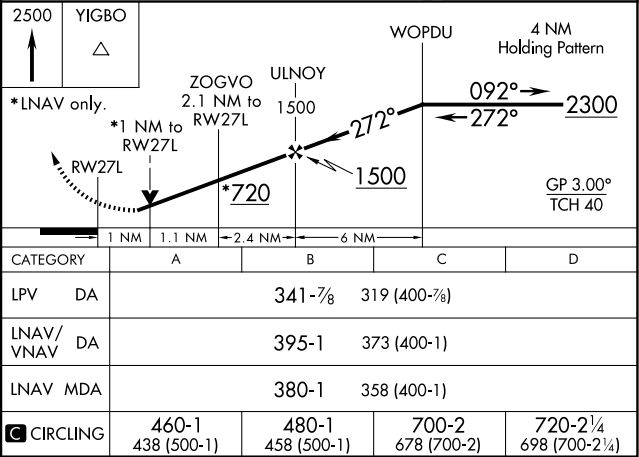 2500 YIGBO
WOPDU
4 NM
Holding Pattern
*LNAV only.
ZOGVO
2.1 NM to
RW27L
ULNOY
1500
*1 NM to
RW27L
RW27L
272°
092°
272°
2300
*720
1500
GP 3.00°
TCH 40
1 NM 1.1 NM 2.4 NM 6 NM
CATEGORY A B C D
LPV DA 341-⅞ 319 (400-⅞)
LNAV/
VNAV DA 395-1 373 (400-1)
LNAV MDA 380-1 358 (400-1)
C CIRCLING 460-1 480-1 700-2 720-2¼
438 (500-1) 458 (500-1) 678 (700-2) 698 (700-2¼)